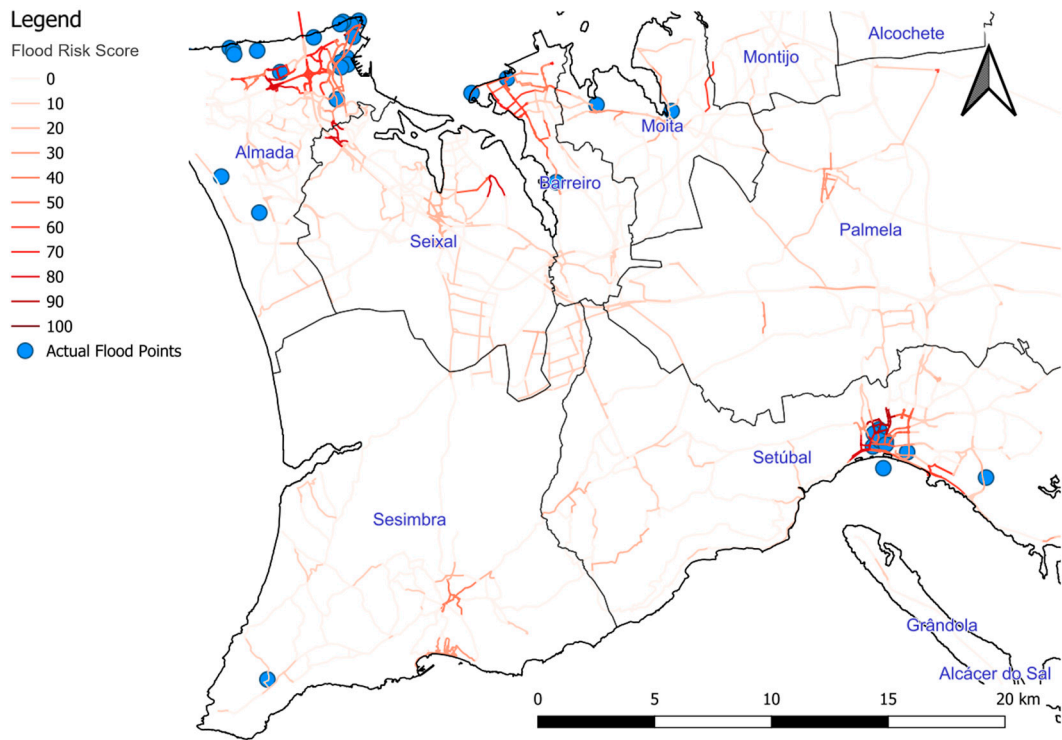 Legend
Flood Risk Score
0
10
20
30
40
50
60
70
80
90
100
Actual Flood Points
Alcochete
Montijo
Moita
Almada
Barreiro
Seixal
Palmela
Setúbal
Sesimbra
Grândola
Alcácer do Sal
0 5 10 15 20 km